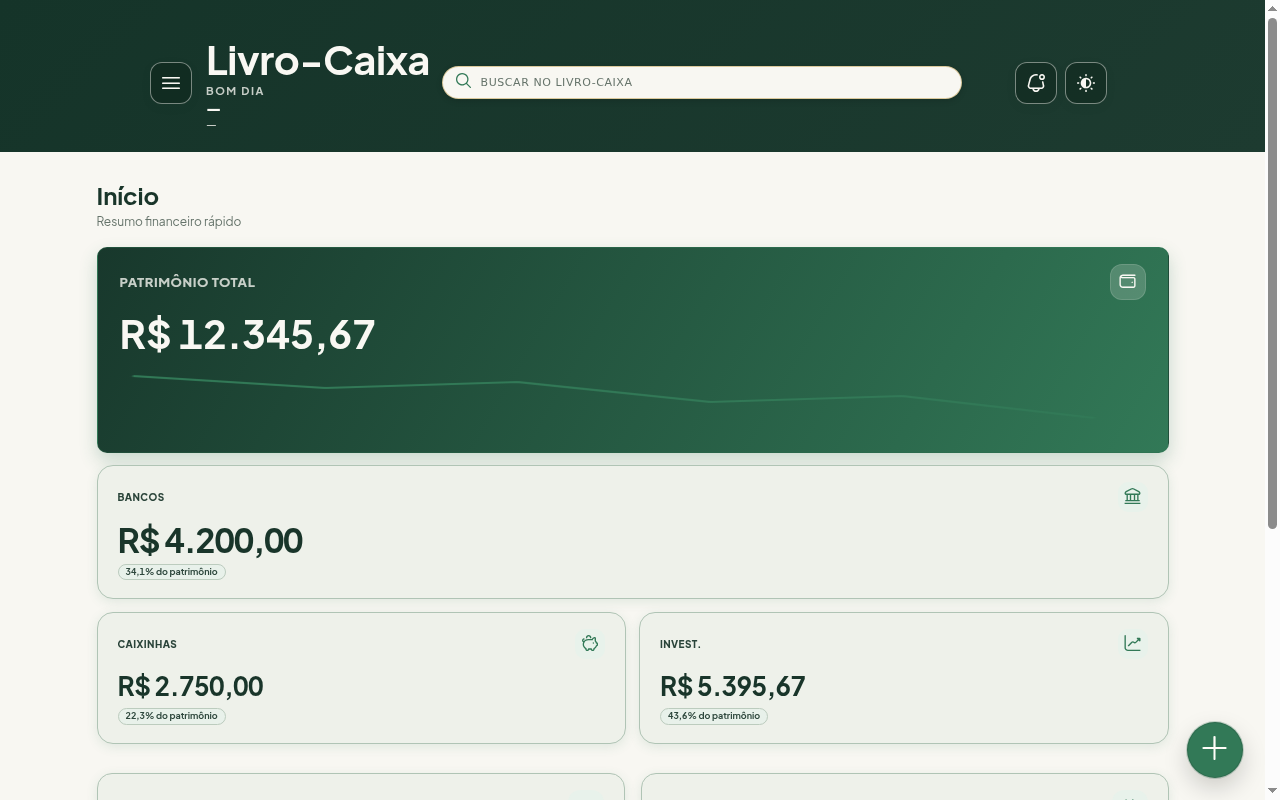 Livro-Caixa
BOM DIA
—
—
BUSCAR NO LIVRO-CAIXA
Início
Resumo financeiro rápido
PATRIMÔNIO TOTAL
R$ 12.345,67
BANCOS
R$ 4.200,00
34,1% do patrimônio
CAIXINHAS
R$ 2.750,00
22,3% do patrimônio
INVEST.
R$ 5.395,67
43,6% do patrimônio